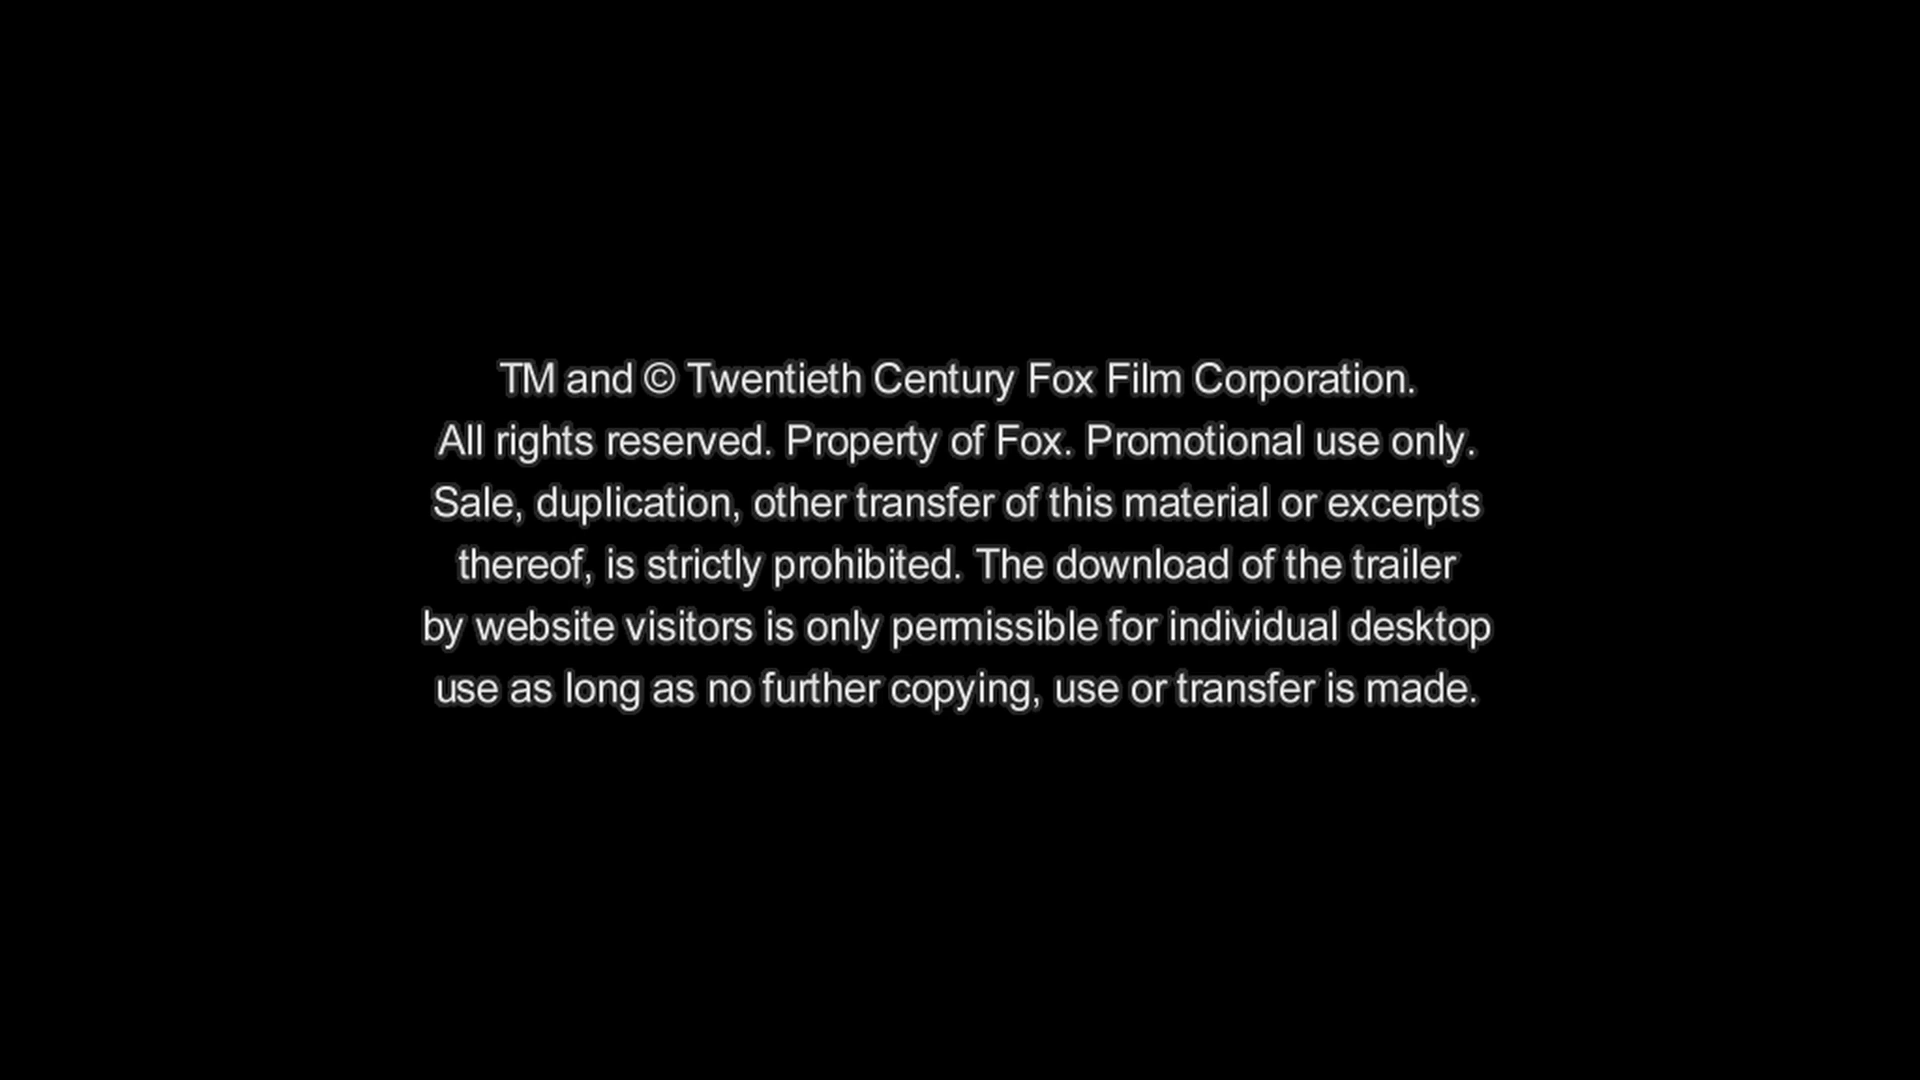 TM and © Twentieth Century Fox Film Corporation.
All rights reserved. Property of Fox. Promotional use only.
Sale, duplication, other transfer of this material or excerpts
thereof, is strictly prohibited. The download of the trailer
by website visitors is only permissible for individual desktop
use as long as no further copying, use or transfer is made.